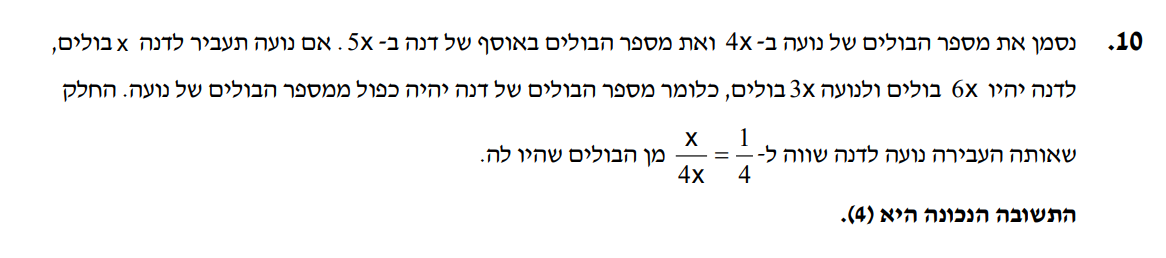 10. נסמן את מספר הבולים של נועה ב- 4x ואת מספר הבולים באוסף של דנה ב- 5x . אם נועה תעביר לדנה x בולים,
לדנה יהיו 6x בולים ולנועה 3x בולים, כלומר מספר הבולים של דנה יהיה כפול ממספר הבולים של נועה. החלק
שאותה העבירה נועה לדנה שווה ל- 1/4 = x/4x מן הבולים שהיו לה.
התשובה הנכונה היא (4).